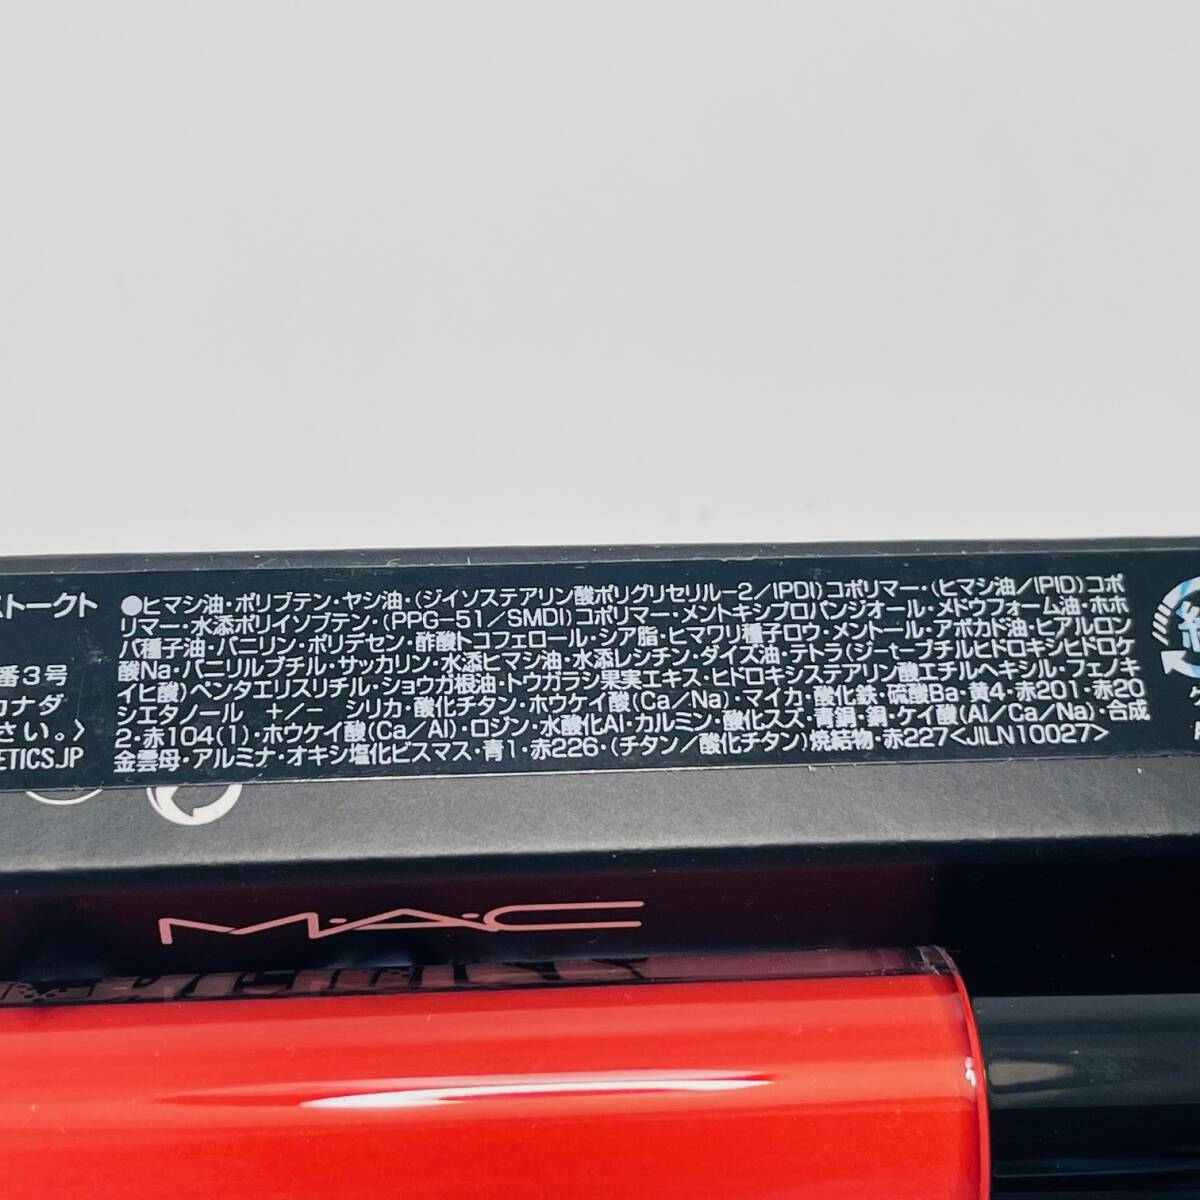 ストークト
番3号
カナダ
さい。〉
ETICS.JP
●ヒマシ油・ポリブテン・ヤシ油・(ジイソステアリン酸ポリグリセリル-2/IPDI)コポリマー・(ヒマシ油/IPID)コポ
リマー・水添ポリイソブテン・(PPG-51/SMDI)コポリマー・メントキシプロパンジオール・メドウフォーム油・ホホ
バ種子油・バニリン・ポリデセン・酢酸トコフェロール・シア脂・ヒマワリ種子ロウ・メントール・アボカド油・ヒアルロン
酸Na・バニリルブチル・サッカリン・水添ヒマシ油・水添レシチン・ダイズ油・テトラ(ジ-t-ブチルヒドロキシヒドロケ
イヒ酸)ペンタエリスリチル・ショウガ根油・トウガラシ果実エキス・ヒドロキシステアリン酸エチルヘキシル・フェノキ
シエタノール +/- シリカ・酸化チタン・ホウケイ酸(Ca/Na)・マイカ・酸化鉄・硫酸Ba・黄4・赤201・赤20
2・赤104(1)・ホウケイ酸(Ca/Al)・ロジン・水酸化Al・カルミン・酸化スズ・青銅・銅・ケイ酸(Al/Ca/Na)・合成
金雲母・アルミナ・オキシ塩化ビスマス・青1・赤226・(チタン/酸化チタン)焼結物・赤227<JILN10027>
M·A·C